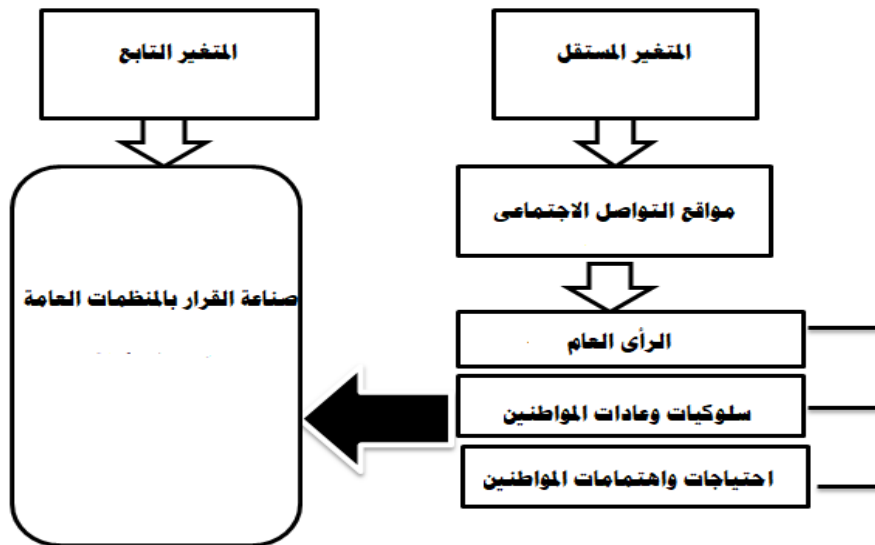 المتغير المستقل
المتغير التابع
مواقع التواصل الاجتماعى
الرأى العام
سلوكيات وعادات المواطنين
احتياجات واهتمامات المواطنين
صناعة القرار بالمنظمات العامة